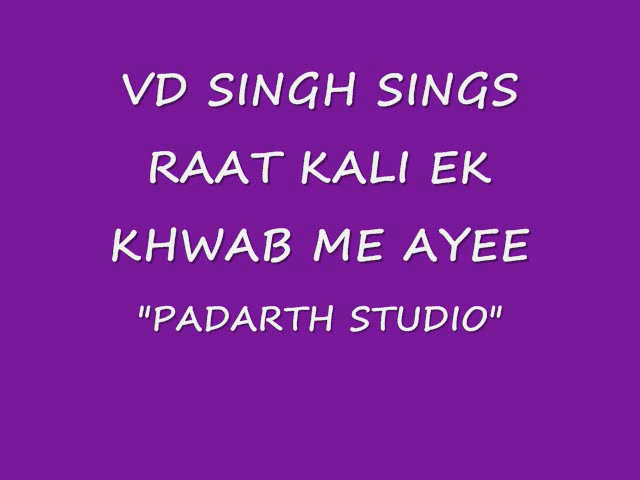 VD SINGH SINGS
RAAT KALI EK
KHWAB ME AYEE
"PADARTH STUDIO"